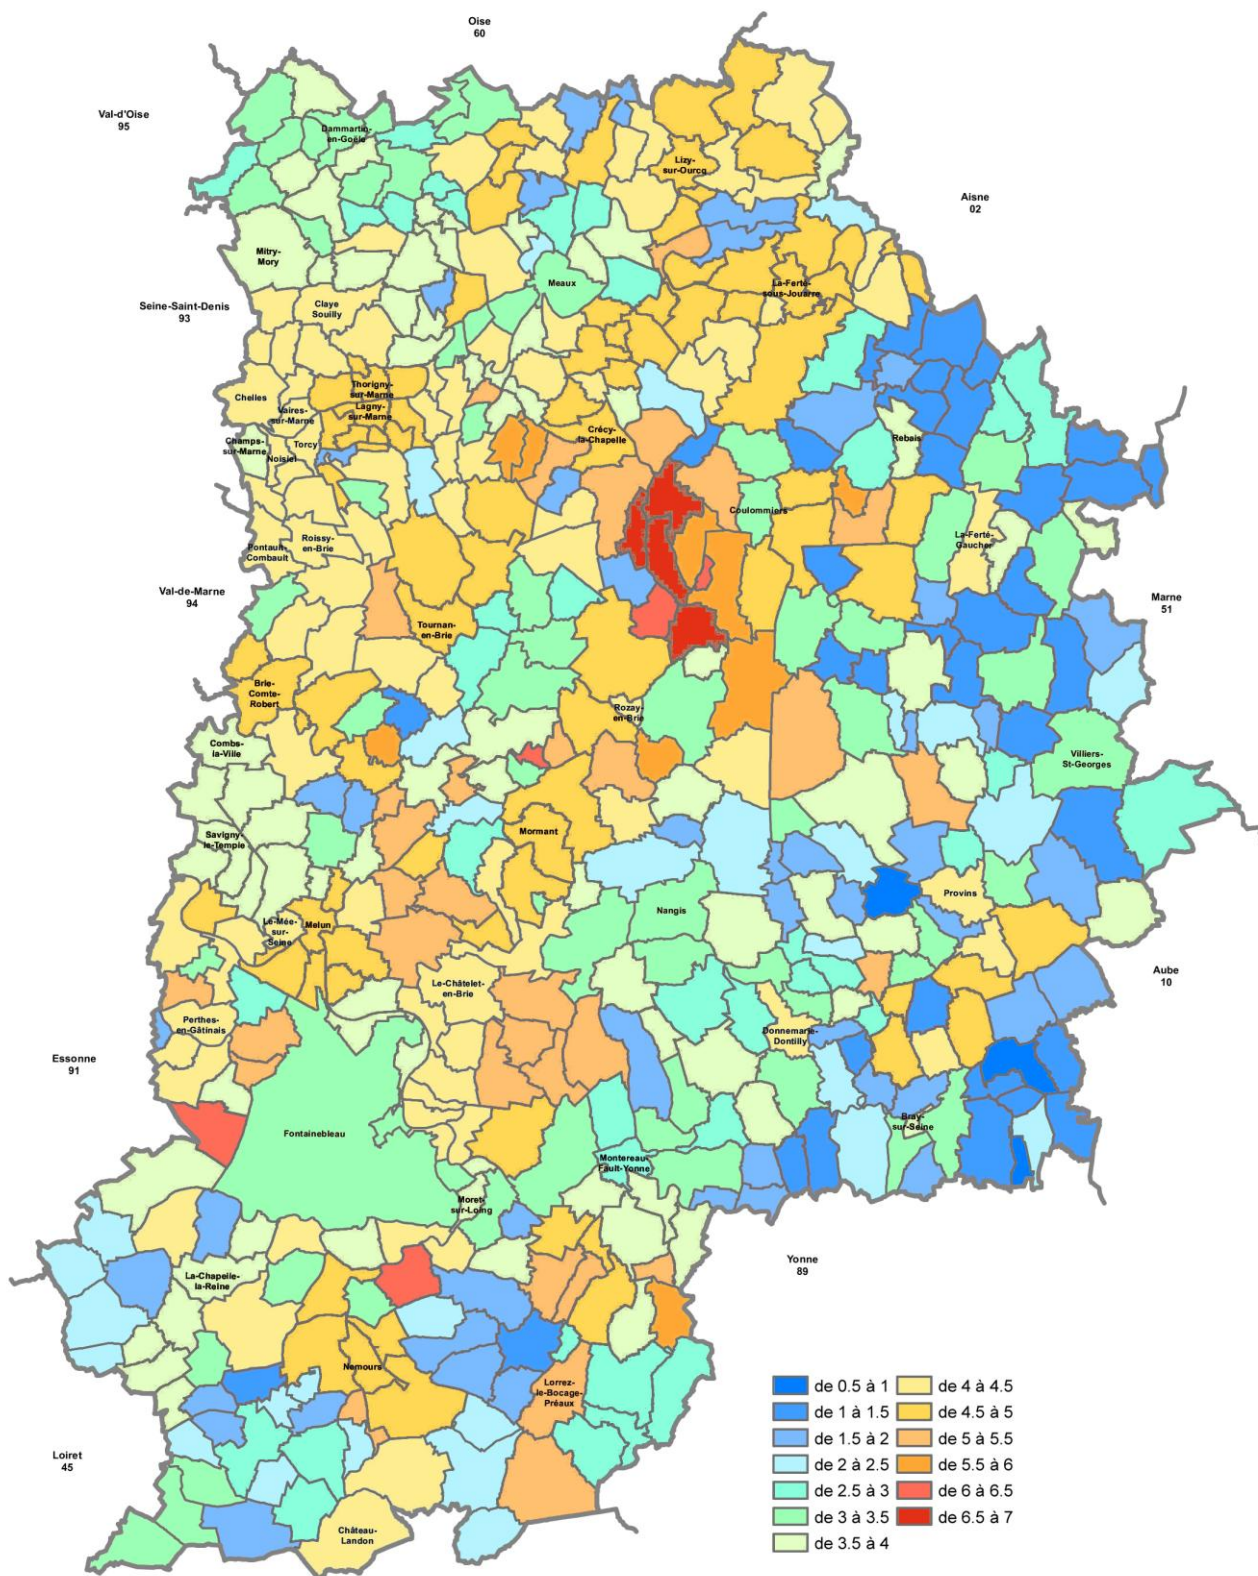 Oise
60
Val-d'Oise
95
Dammartin-
en-Goële
Lizy-
sur-Ourcq
Aisne
02
Mitry-
Mory
Meaux
La-Ferté-
sous-Jouarre
Seine-Saint-Denis
93
Claye
Souilly
Thorigny-
sur-Marne
Chelles
Vaires-
sur-Marne
Lagny-
sur-Marne
Crécy-
la-Chapelle
Rebais
Champs-
sur-Marne
Torcy
Noisiel
Coulommiers
La-Ferté-
Gaucher
Roissy-
en-Brie
Pontault-
Combault
Val-de-Marne
94
Marne
51
Tournan-
en-Brie
Brie-
Comte-
Robert
Rozay-
en-Brie
Combs-
la-Ville
Villiers-
St-Georges
Savigny-
le-Temple
Mormant
Provins
Nangis
Le-Mée-
sur-
Seine
Melun
Aube
10
Le-Châtelet-
en-Brie
Perthes-
en-Gâtinais
Donnemarie-
Dontilly
Essonne
91
Bray-
sur-Seine
Fontainebleau
Montereau-
Fault-Yonne
Moret-
sur-Loing
Yonne
89
La-Chapelle-
la-Reine
Nemours
Lorrez-
le-Bocage-
Préaux
Loiret
45
Château-
Landon
de 0.5 à 1
de 1 à 1.5
de 1.5 à 2
de 2 à 2.5
de 2.5 à 3
de 3 à 3.5
de 3.5 à 4
de 4 à 4.5
de 4.5 à 5
de 5 à 5.5
de 5.5 à 6
de 6 à 6.5
de 6.5 à 7